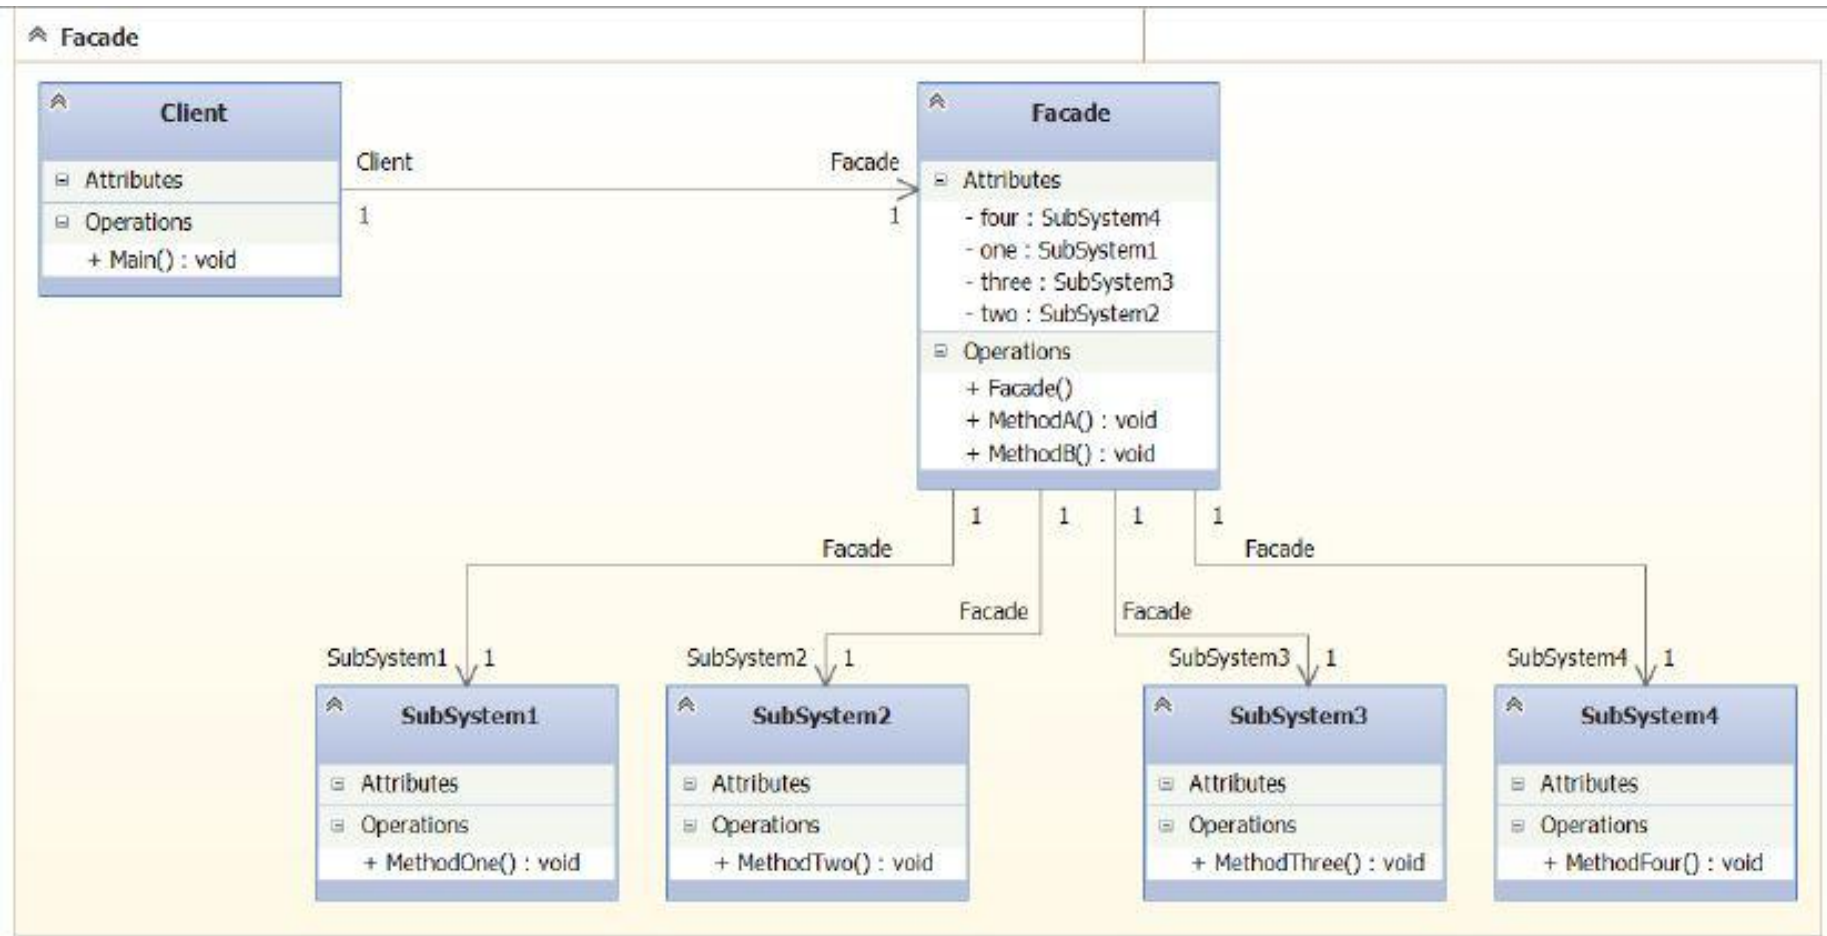 Facade
Client
Attributes
Operations
+ Main() : void
Client
1
Facade
1
Facade
Attributes
- four : SubSystem4
- one : SubSystem1
- three : SubSystem3
- two : SubSystem2
Operations
+ Facade()
+ MethodA() : void
+ MethodB() : void
1
1
1
1
Facade
Facade
Facade
Facade
SubSystem1
1
SubSystem2
1
SubSystem3
1
SubSystem4
1
SubSystem1
Attributes
Operations
+ MethodOne() : void
SubSystem2
Attributes
Operations
+ MethodTwo() : void
SubSystem3
Attributes
Operations
+ MethodThree() : void
SubSystem4
Attributes
Operations
+ MethodFour() : void